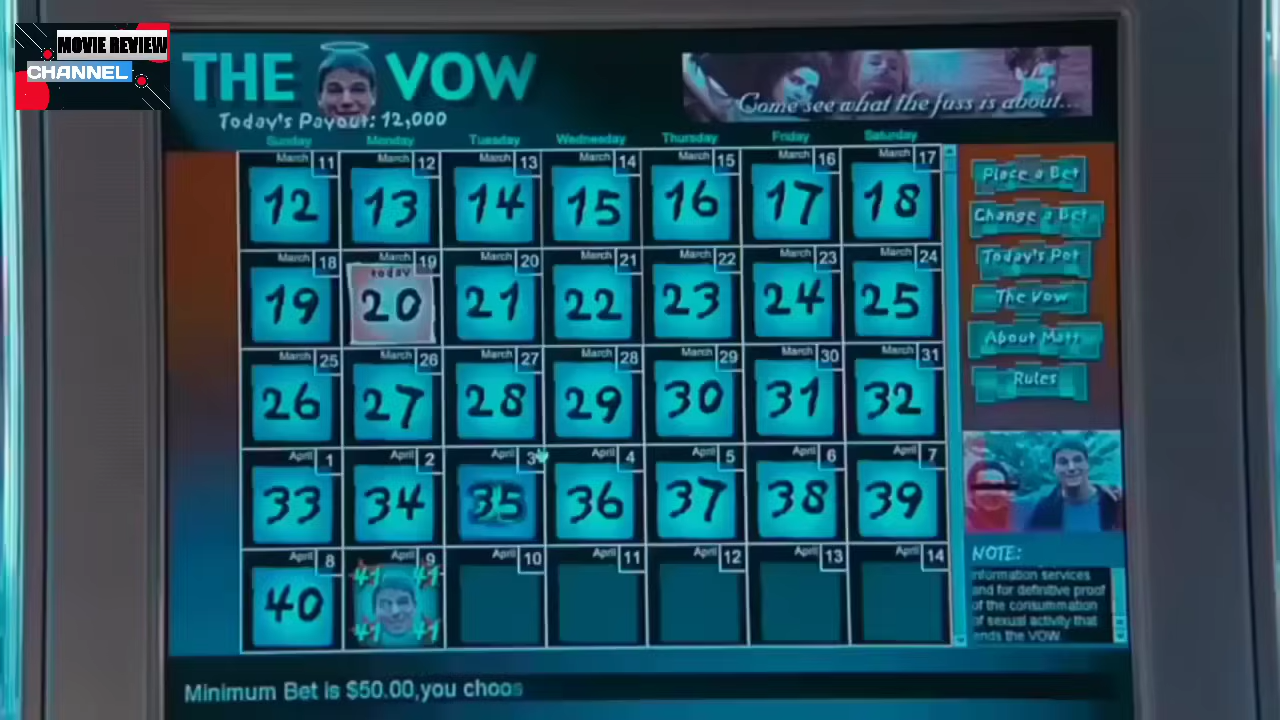 MOVIE REVIEW
CHANNEL
THE VOW
Today's Payout: 12,000
Come see what the fuss is about...
Sunday Monday Tuesday Wednesday Thursday Friday Saturday
March 11 March 12 March 13 March 14 March 15 March 16 March 17
12 13 14 15 16 17 18
March 18 March 19 March 20 March 21 March 22 March 23 March 24
today
19 20 21 22 23 24 25
March 25 March 26 March 27 March 28 March 29 March 30 March 31
26 27 28 29 30 31 32
April 1 April 2 April 3 April 4 April 5 April 6 April 7
33 34 35 36 37 38 39
April 8 April 9 April 10 April 11 April 12 April 13 April 14
40 41 41 41 41
Place a Bet
Change a Bet
Today's Pot
The Vow
About Matt
Rules
NOTE:
information services
and for definitive proof
of the consummation
of sexual activity that
ends the VOW.
Minimum Bet is $50.00,you choos